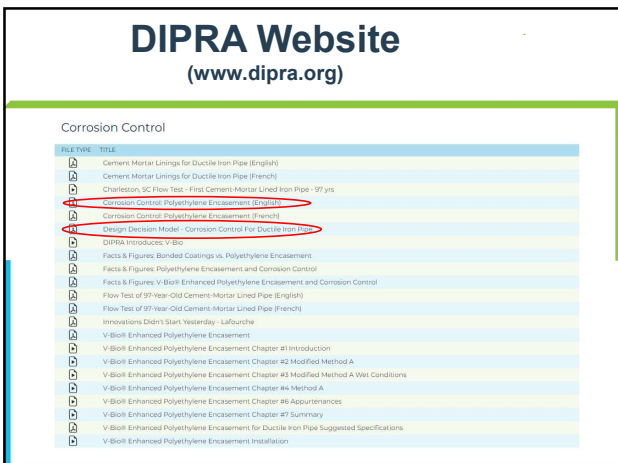 DIPRA Website
(www.dipra.org)
Corrosion Control
FILE TYPE TITLE
Cement Mortar Linings for Ductile Iron Pipe (English)
Cement Mortar Linings for Ductile Iron Pipe (French)
Charleston, SC Flow Test - First Cement-Mortar Lined Iron Pipe - 97 yrs
Corrosion Control: Polyethylene Encasement (English)
Corrosion Control: Polyethylene Encasement (French)
Design Decision Model - Corrosion Control For Ductile Iron Pipe
DIPRA Introduces: V-Bio
Facts & Figures: Bonded Coatings vs. Polyethylene Encasement
Facts & Figures: Polyethylene Encasement and Corrosion Control
Facts & Figures: V-Bio® Enhanced Polyethylene Encasement and Corrosion Control
Flow Test of 97-Year-Old Cement-Mortar Lined Pipe (English)
Flow Test of 97-Year-Old Cement-Mortar Lined Pipe (French)
Innovations Didn't Start Yesterday - Lafourche
V-Bio® Enhanced Polyethylene Encasement
V-Bio® Enhanced Polyethylene Encasement Chapter #1 Introduction
V-Bio® Enhanced Polyethylene Encasement Chapter #2 Modified Method A
V-Bio® Enhanced Polyethylene Encasement Chapter #3 Modified Method A Wet Conditions
V-Bio® Enhanced Polyethylene Encasement Chapter #4 Method A
V-Bio® Enhanced Polyethylene Encasement Chapter #6 Appurtenances
V-Bio® Enhanced Polyethylene Encasement Chapter #7 Summary
V-Bio® Enhanced Polyethylene Encasement for Ductile Iron Pipe Suggested Specifications
V-Bio® Enhanced Polyethylene Encasement Installation